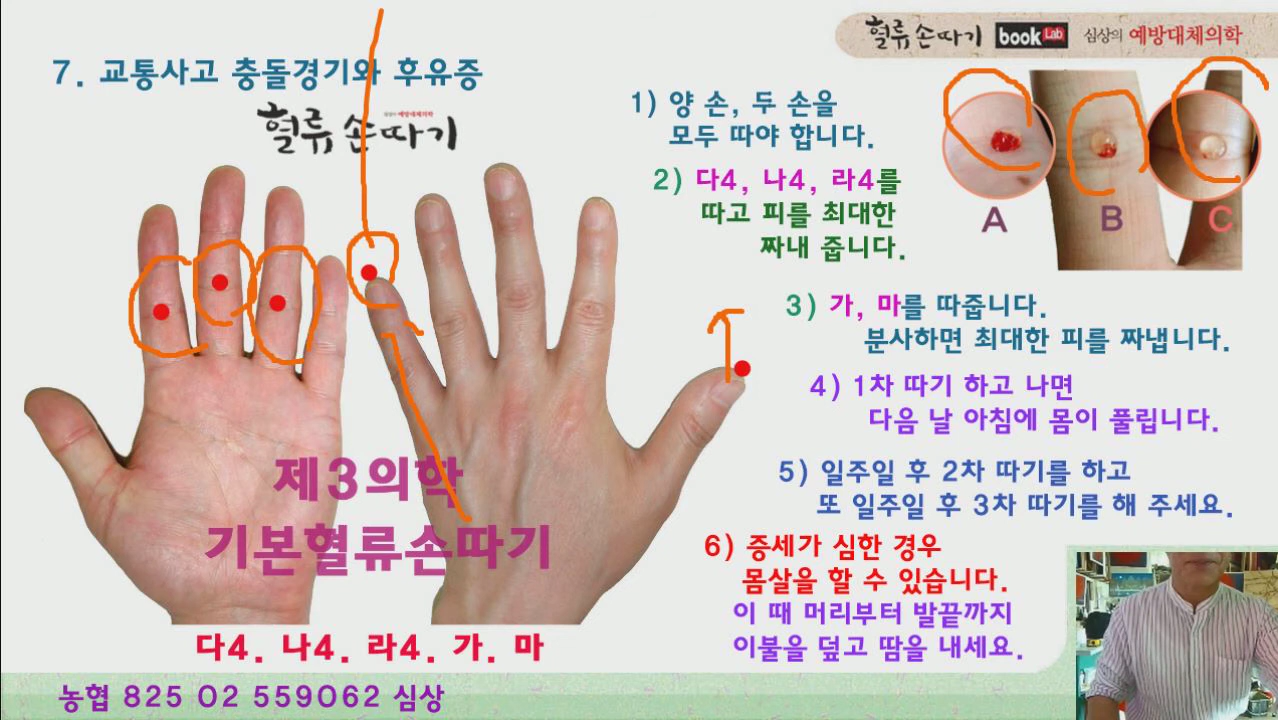 혈류 손따기 book Lab 심상의 예방대체의학
7. 교통사고 충돌경기와 후유증
심상의 예방대체의학
혈류 손따기
1) 양 손, 두 손을
모두 따야 합니다.
2) 다4, 나4, 라4를
따고 피를 최대한
짜내 줍니다.
A B C
3) 가, 마를 따줍니다.
분사하면 최대한 피를 짜냅니다.
4) 1차 따기 하고 나면
다음 날 아침에 몸이 풀립니다.
5) 일주일 후 2차 따기를 하고
또 일주일 후 3차 따기를 해 주세요.
6) 증세가 심한 경우
몸살을 할 수 있습니다.
이 때 머리부터 발끝까지
이불을 덮고 땀을 내세요.
제3의학
기본혈류손따기
다4. 나4. 라4. 가. 마
농협 825 02 559062 심상